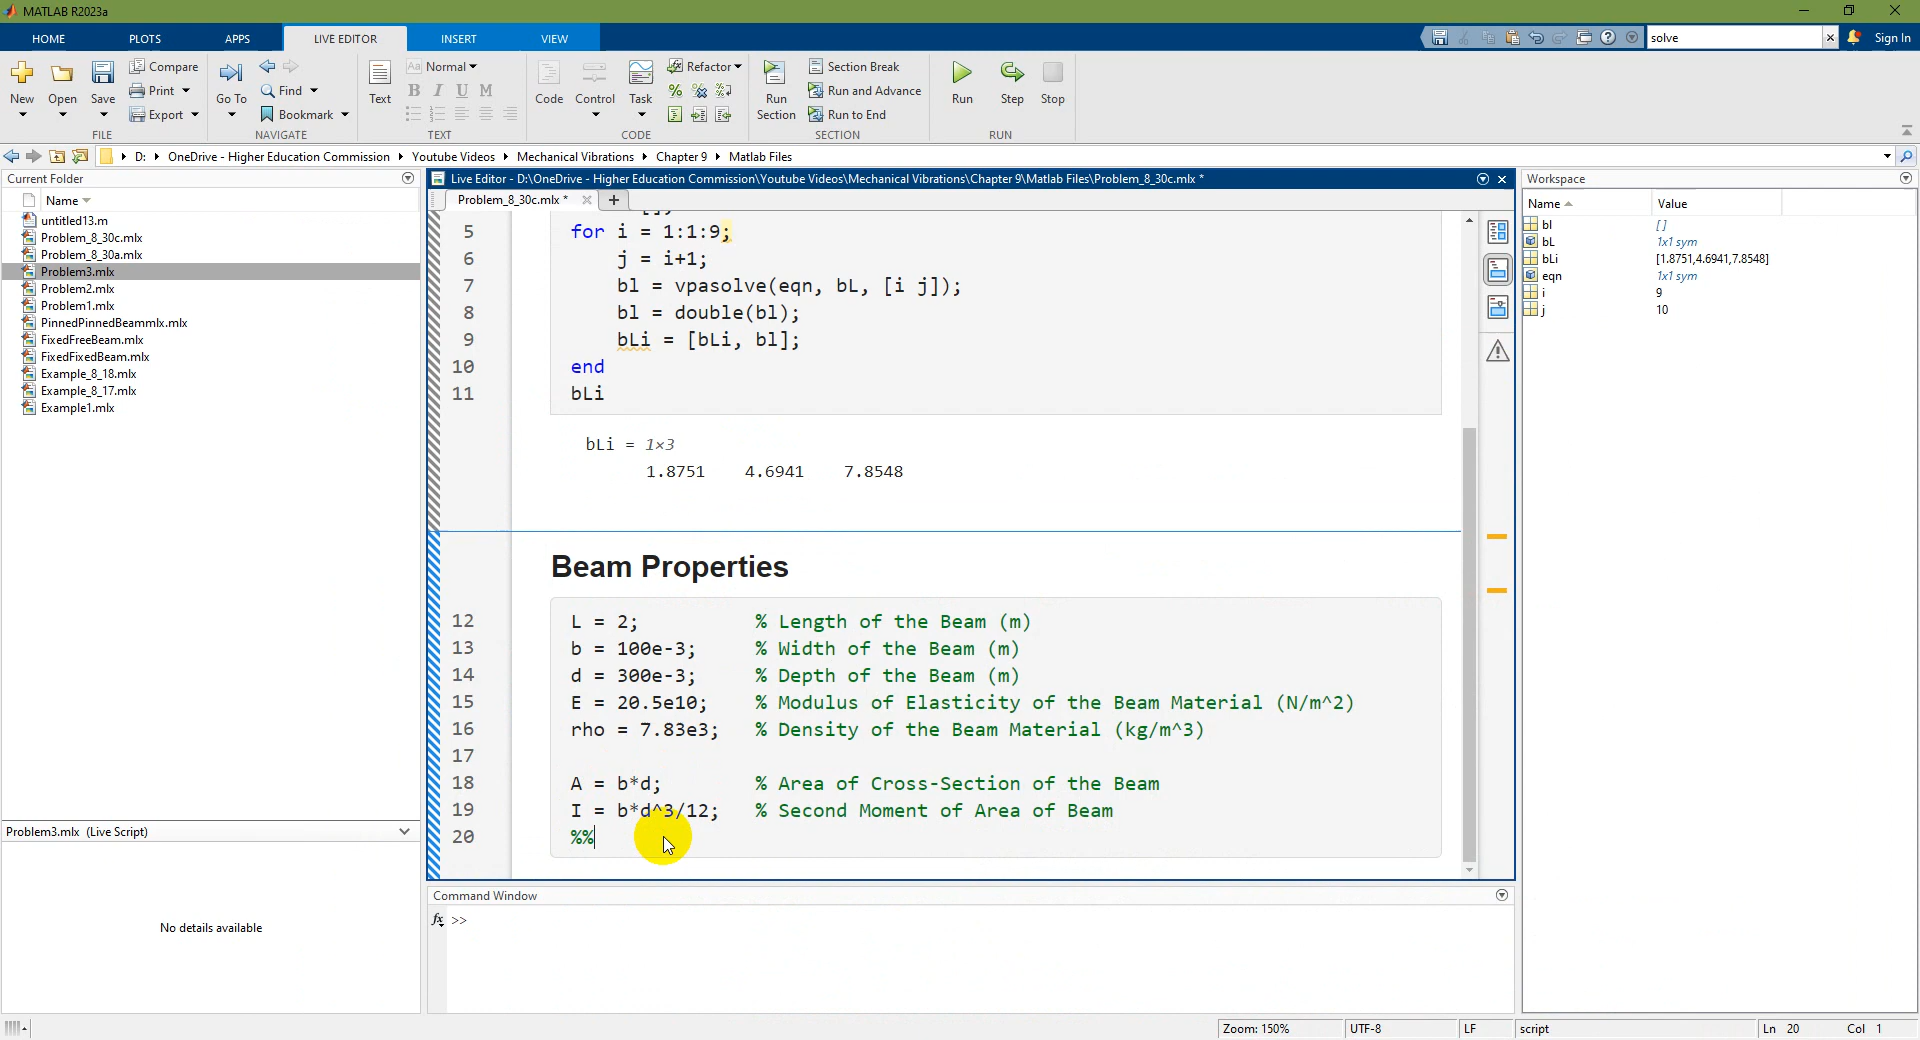 MATLAB R2023a
HOME PLOTS APPS LIVE EDITOR INSERT VIEW
solve
Sign In
New
Open
Save
Compare
Print
Export
FILE
Go To
Find
Bookmark
NAVIGATE
Text
Aa Normal
B I U M
TEXT
Code
Control
Task
Refactor
CODE
Run Section
Section Break
Run and Advance
Run to End
SECTION
Run
Step
Stop
RUN
D: OneDrive - Higher Education Commission Youtube Videos Mechanical Vibrations Chapter 9 Matlab Files
Current Folder
Name
untitled13.m
Problem_8_30c.mlx
Problem_8_30a.mlx
Problem3.mlx
Problem2.mlx
Problem1.mlx
PinnedPinnedBeammlx.mlx
FixedFreeBeam.mlx
FixedFixedBeam.mlx
Example_8_18.mlx
Example_8_17.mlx
Example1.mlx
Problem3.mlx (Live Script)
No details available
Live Editor - D:\OneDrive - Higher Education Commission\Youtube Videos\Mechanical Vibrations\Chapter 9\Matlab Files\Problem_8_30c.mlx *
Problem_8_30c.mlx *
5 for i = 1:1:9;
6 j = i+1;
7 bl = vpasolve(eqn, bL, [i j]);
8 bl = double(bl);
9 bLi = [bLi, bl];
10 end
11 bLi
bLi = 1×3
1.8751 4.6941 7.8548
Beam Properties
12 L = 2; % Length of the Beam (m)
13 b = 100e-3; % Width of the Beam (m)
14 d = 300e-3; % Depth of the Beam (m)
15 E = 20.5e10; % Modulus of Elasticity of the Beam Material (N/m^2)
16 rho = 7.83e3; % Density of the Beam Material (kg/m^3)
17
18 A = b*d; % Area of Cross-Section of the Beam
19 I = b*d^3/12; % Second Moment of Area of Beam
20 %%
Command Window
fx >>
Workspace
Name Value
bl []
bL 1x1 sym
bLi [1.8751,4.6941,7.8548]
eqn 1x1 sym
i 9
j 10
Zoom: 150% UTF-8 LF script Ln 20 Col 1